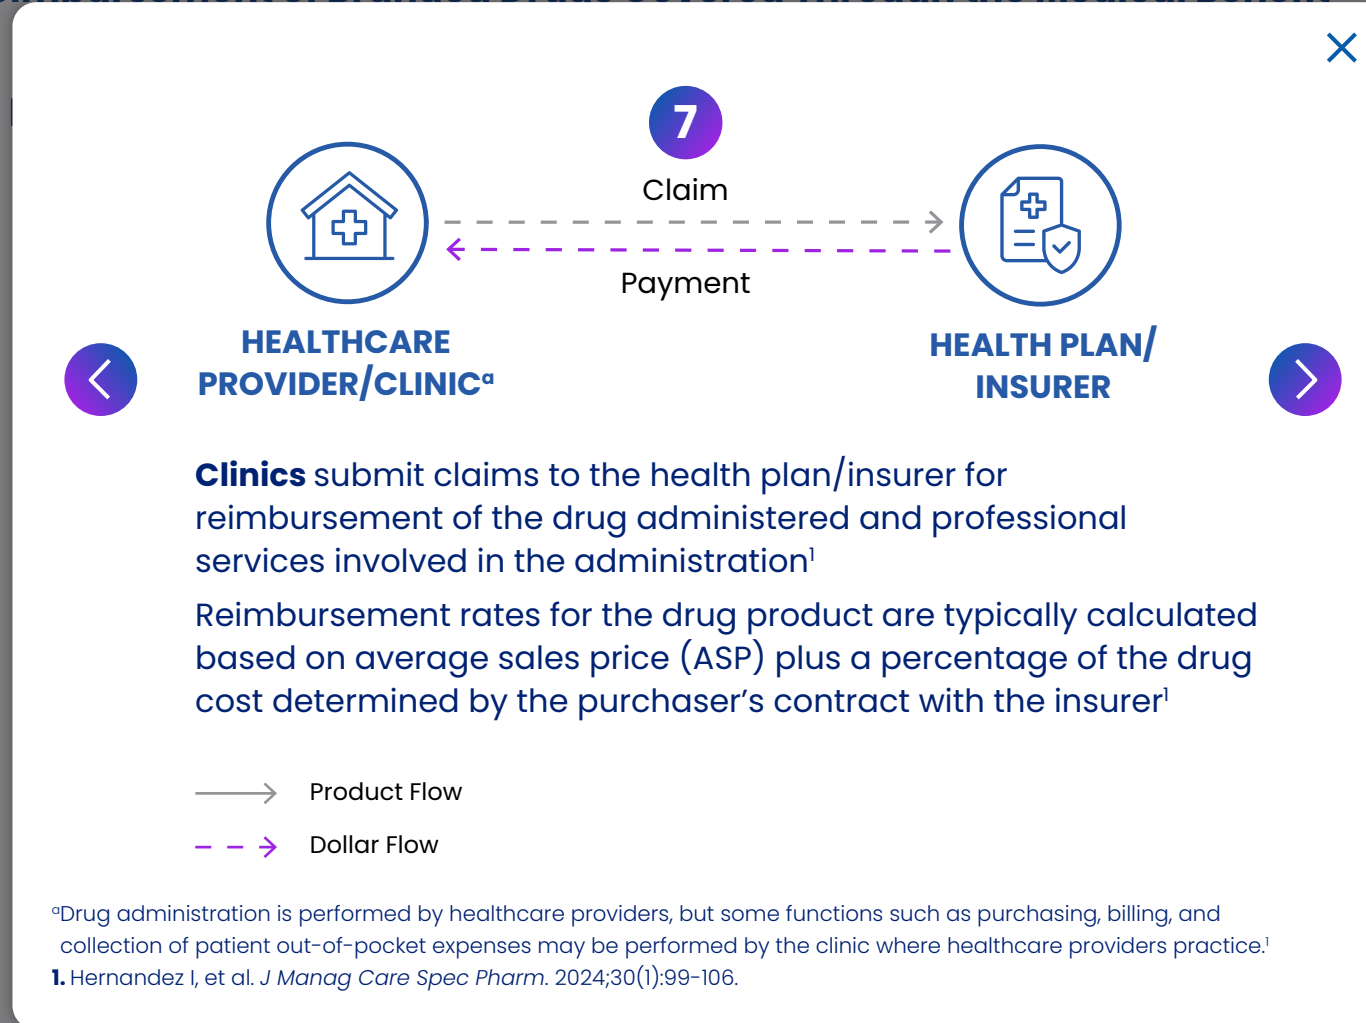 7
Claim
Payment
HEALTHCARE
PROVIDER/CLINICᵃ
HEALTH PLAN/
INSURER
Clinics submit claims to the health plan/insurer for
reimbursement of the drug administered and professional
services involved in the administration¹
Reimbursement rates for the drug product are typically calculated
based on average sales price (ASP) plus a percentage of the drug
cost determined by the purchaser’s contract with the insurer¹
Product Flow
Dollar Flow
ᵃDrug administration is performed by healthcare providers, but some functions such as purchasing, billing, and
collection of patient out-of-pocket expenses may be performed by the clinic where healthcare providers practice.¹
1. Hernandez I, et al. J Manag Care Spec Pharm. 2024;30(1):99-106.